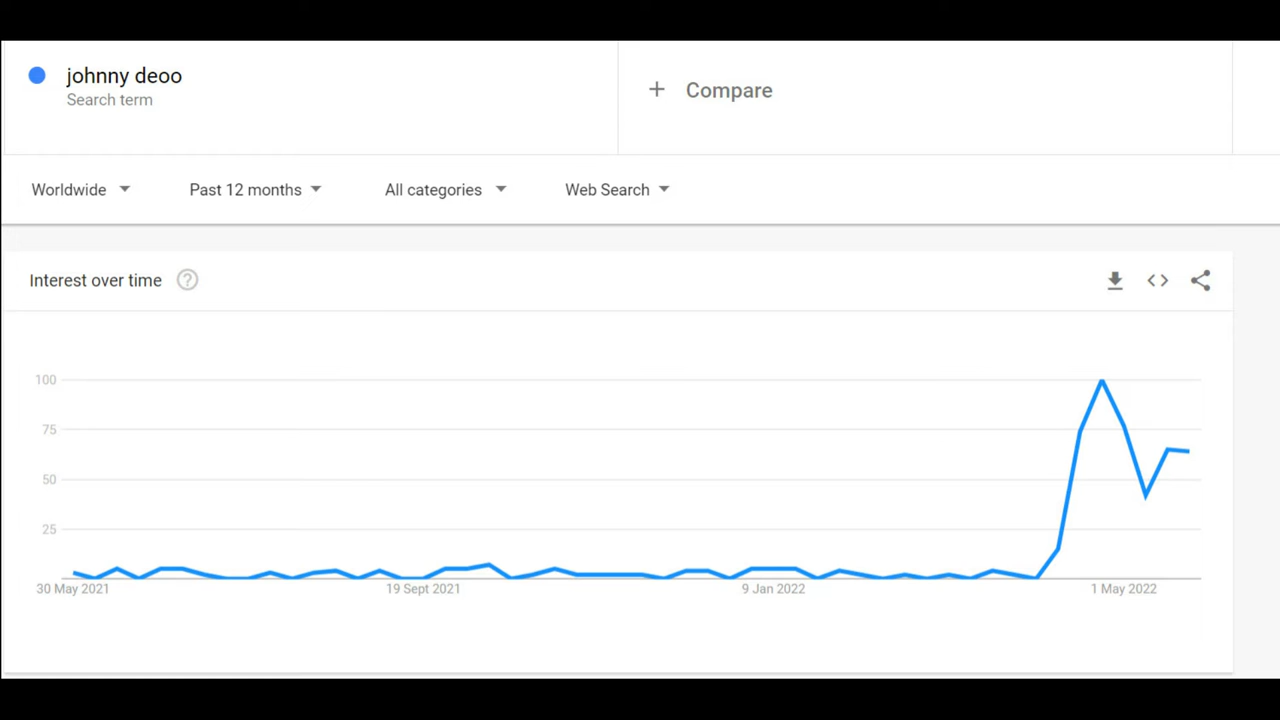 johnny deoo
Search term
+ Compare
Worldwide
Past 12 months
All categories
Web Search
Interest over time ?
100
75
50
25
30 May 2021
19 Sept 2021
9 Jan 2022
1 May 2022